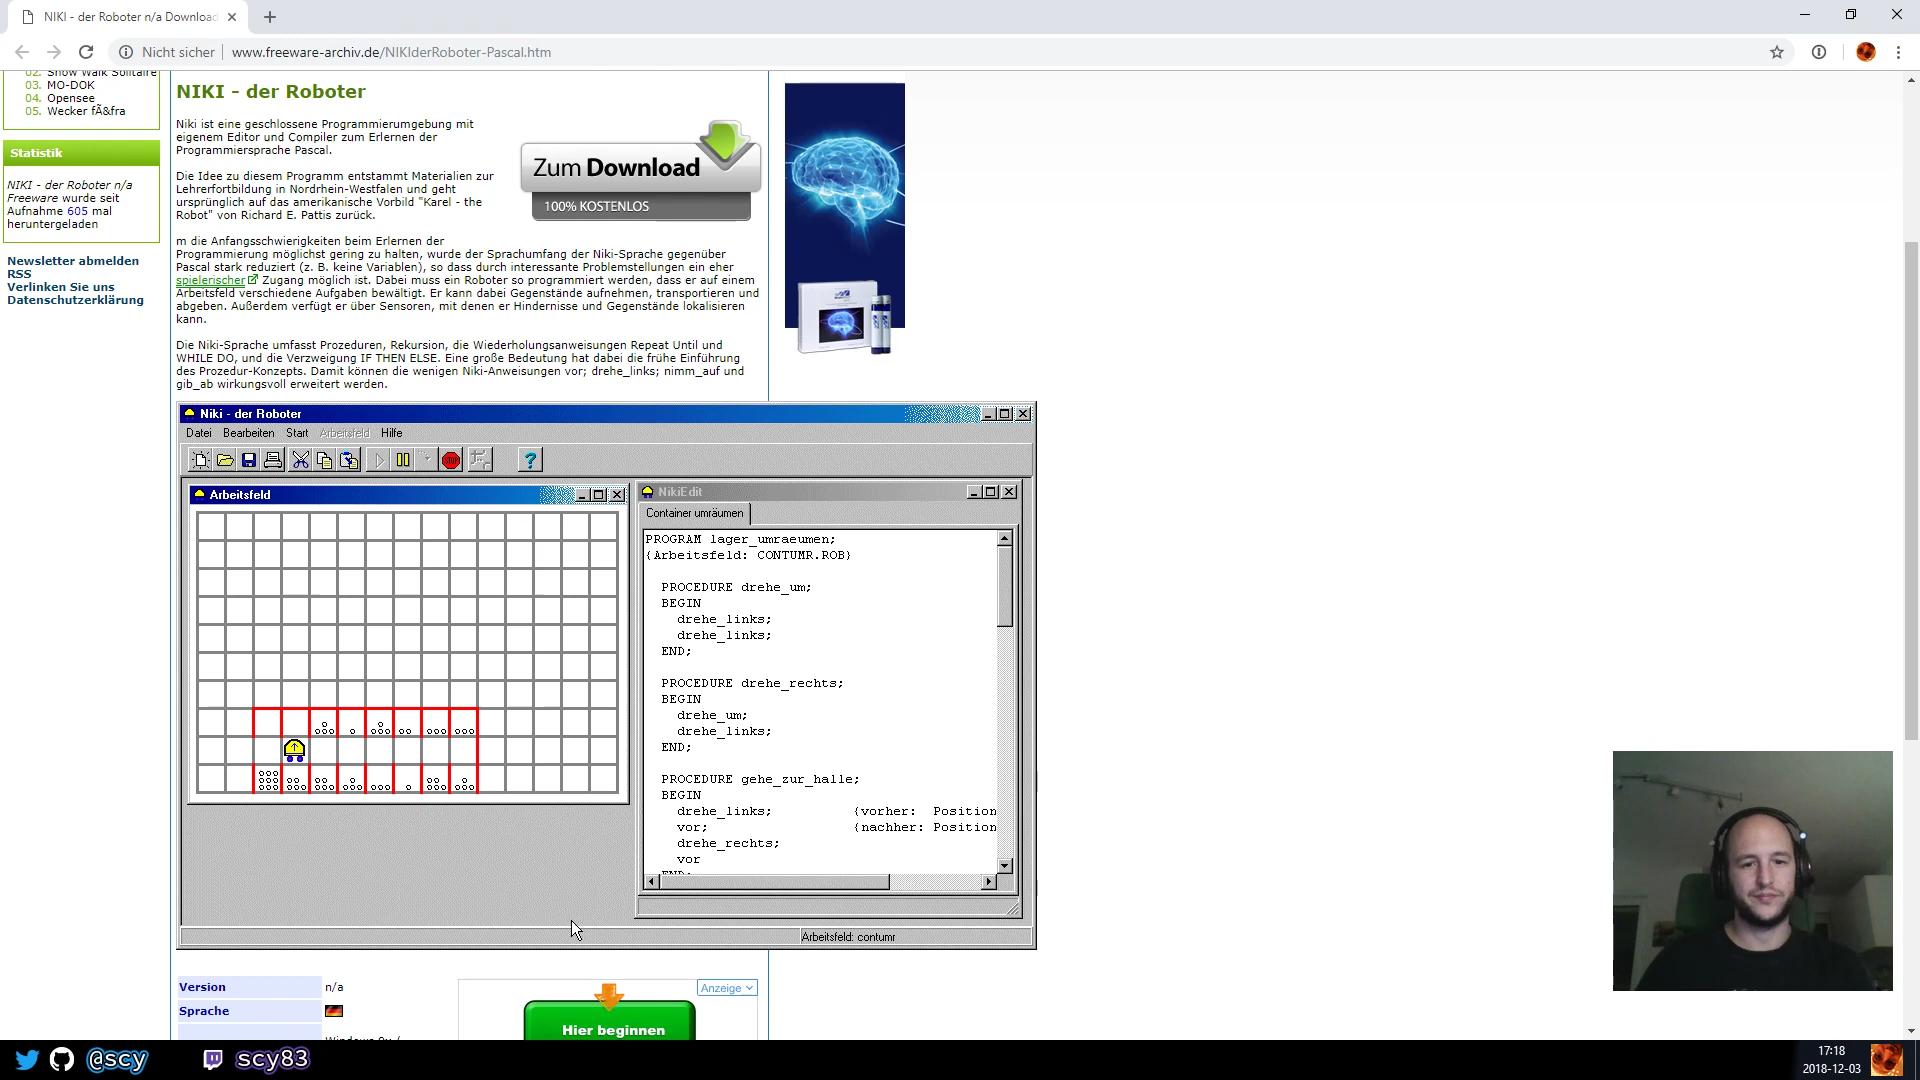 NIKI - der Roboter n/a Download
Nicht sicher
www.freeware-archiv.de/NIKIderRoboter-Pascal.htm
02. Show Walk Solitaire
03. MO-DOK
04. Opensee
05. Wecker fÃ&fra
Statistik
NIKI - der Roboter n/a
Freeware wurde seit
Aufnahme 605 mal
heruntergeladen
Newsletter abmelden
RSS
Verlinken Sie uns
Datenschutzerklärung
NIKI - der Roboter
Niki ist eine geschlossene Programmierumgebung mit
eigenem Editor und Compiler zum Erlernen der
Programmiersprache Pascal.
Die Idee zu diesem Programm entstammt Materialien zur
Lehrerfortbildung in Nordrhein-Westfalen und geht
ursprünglich auf das amerikanische Vorbild "Karel - the
Robot" von Richard E. Pattis zurück.
Zum Download
100% KOSTENLOS
m die Anfangsschwierigkeiten beim Erlernen der
Programmierung möglichst gering zu halten, wurde der Sprachumfang der Niki-Sprache gegenüber
Pascal stark reduziert (z. B. keine Variablen), so dass durch interessante Problemstellungen ein eher
spielerischer Zugang möglich ist. Dabei muss ein Roboter so programmiert werden, dass er auf einem
Arbeitsfeld verschiedene Aufgaben bewältigt. Er kann dabei Gegenstände aufnehmen, transportieren und
abgeben. Außerdem verfügt er über Sensoren, mit denen er Hindernisse und Gegenstände lokalisieren
kann.
Die Niki-Sprache umfasst Prozeduren, Rekursion, die Wiederholungsanweisungen Repeat Until und
WHILE DO, und die Verzweigung IF THEN ELSE. Eine große Bedeutung hat dabei die frühe Einführung
des Prozedur-Konzepts. Damit können die wenigen Niki-Anweisungen vor; drehe_links; nimm_auf und
gib_ab wirkungsvoll erweitert werden.
Niki - der Roboter
Datei Bearbeiten Start Arbeitsfeld Hilfe
STOP
?
Arbeitsfeld
NikiEdit
Container umräumen
PROGRAM lager_umraeumen;
{Arbeitsfeld: CONTUMR.ROB}
PROCEDURE drehe_um;
BEGIN
drehe_links;
drehe_links;
END;
PROCEDURE drehe_rechts;
BEGIN
drehe_um;
drehe_links;
END;
PROCEDURE gehe_zur_halle;
BEGIN
drehe_links; {vorher: Position
vor; {nachher: Position
drehe_rechts;
vor
END;
Arbeitsfeld: contumr
Version n/a
Sprache
Anzeige
Hier beginnen
@scy
scy83
17:18
2018-12-03